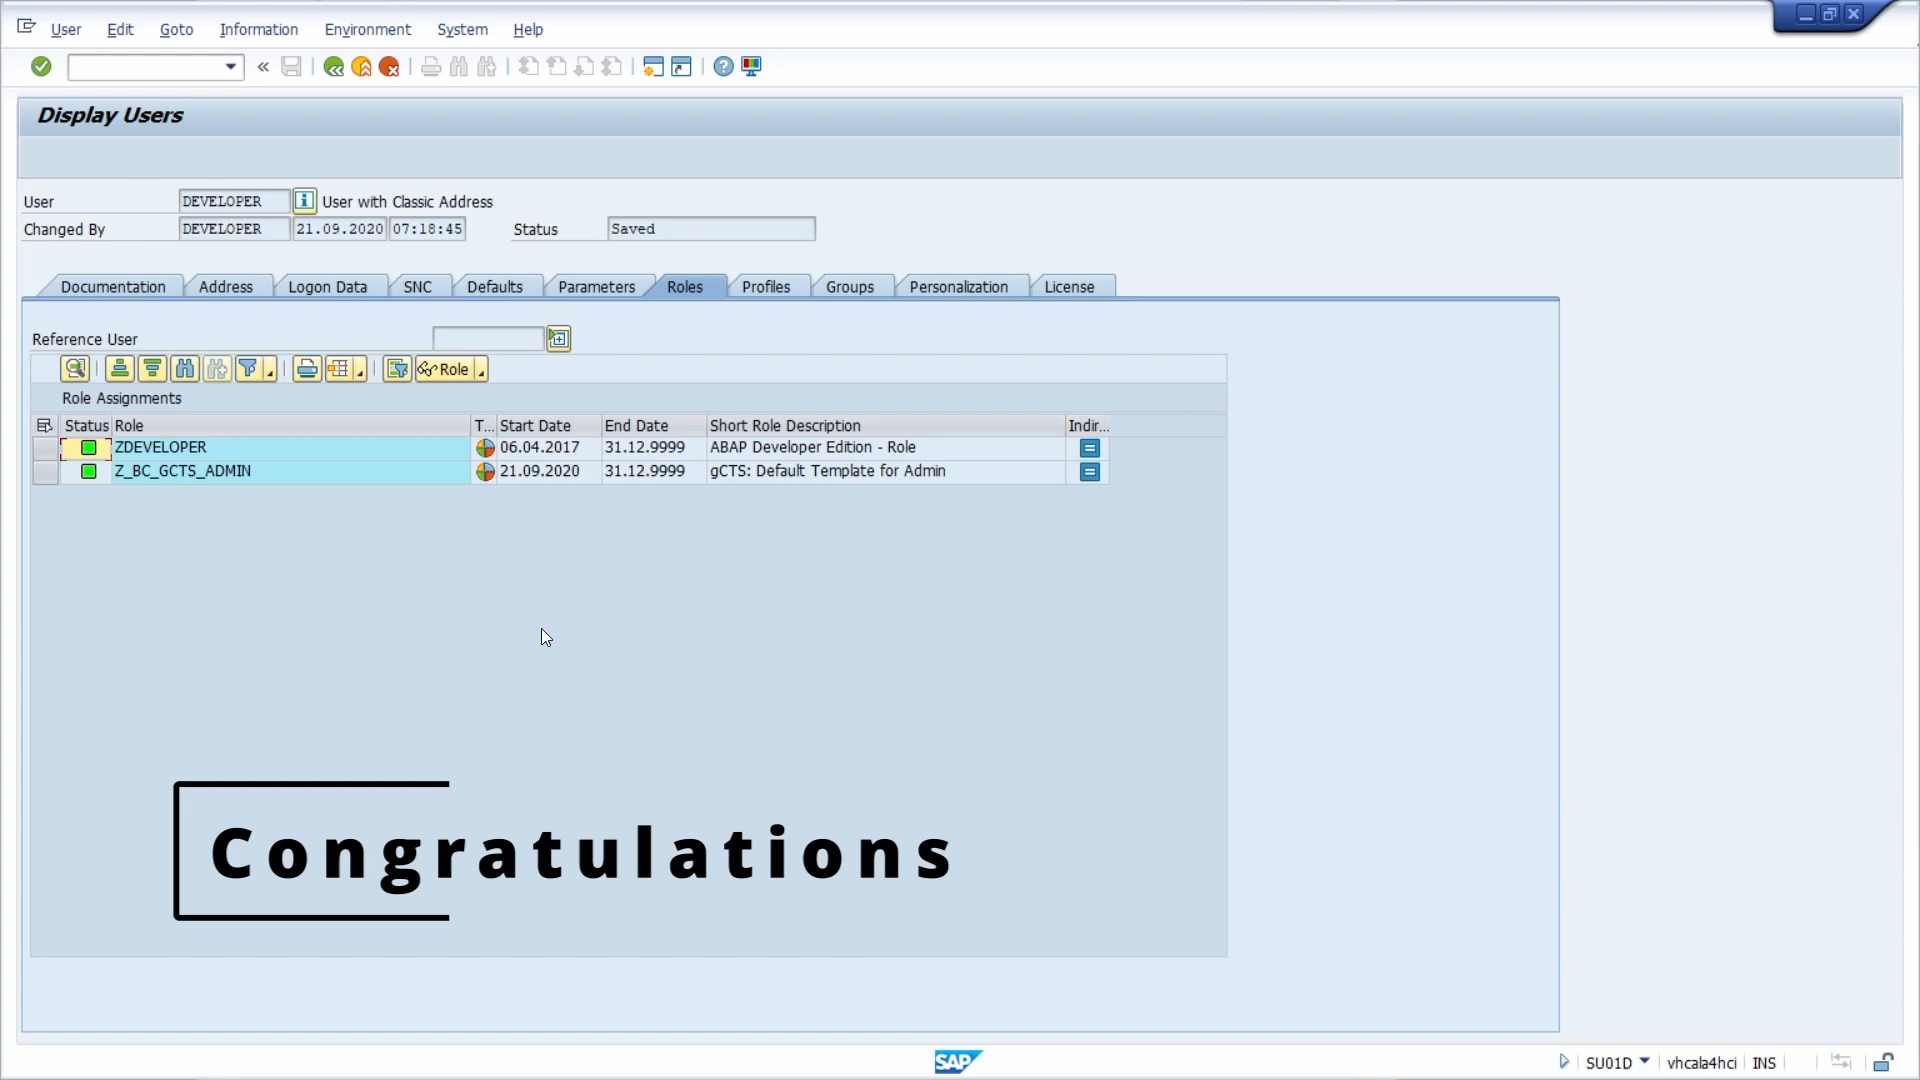 User Edit Goto Information Environment System Help
Display Users
User DEVELOPER User with Classic Address
Changed By DEVELOPER 21.09.2020 07:18:45 Status Saved
Documentation Address Logon Data SNC Defaults Parameters Roles Profiles Groups Personalization License
Reference User
Role
Role Assignments
Status Role T... Start Date End Date Short Role Description Indir...
ZDEVELOPER 06.04.2017 31.12.9999 ABAP Developer Edition - Role
Z_BC_GCTS_ADMIN 21.09.2020 31.12.9999 gCTS: Default Template for Admin
Congratulations
SAP SU01D vhcala4hci INS